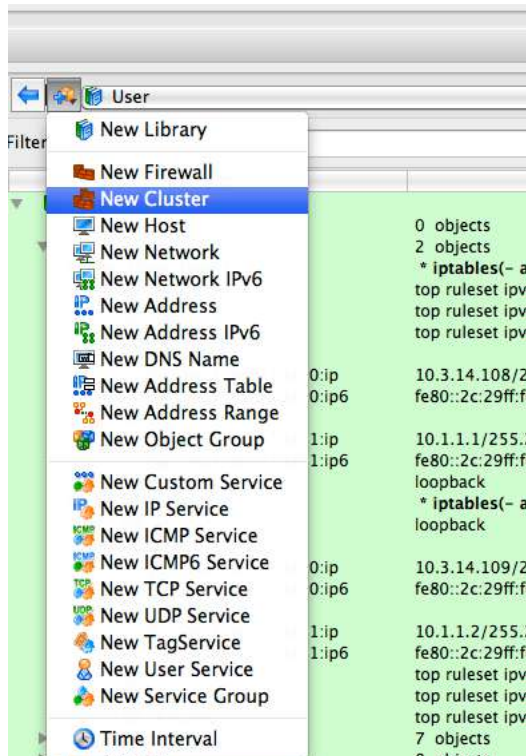 User
New Library
Filter
New Firewall
New Cluster
New Host
0 objects
New Network
2 objects
New Network IPv6
* iptables(- a
New Address
top ruleset ipv
New Address IPv6
top ruleset ipv
top ruleset ipv
New DNS Name
New Address Table
0:ip
10.3.14.108/2
New Address Range
0:ip6
fe80::2c:29ff:f
New Object Group
1:ip
10.1.1.1/255.
1:ip6
fe80::2c:29ff:f
New Custom Service
loopback
New IP Service
* iptables(- a
New ICMP Service
loopback
New ICMP6 Service
0:ip
10.3.14.109/2
New TCP Service
0:ip6
fe80::2c:29ff:f
New UDP Service
1:ip
10.1.1.2/255.
New TagService
1:ip6
fe80::2c:29ff:f
New User Service
top ruleset ipv
New Service Group
top ruleset ipv
top ruleset ipv
Time Interval
7 objects